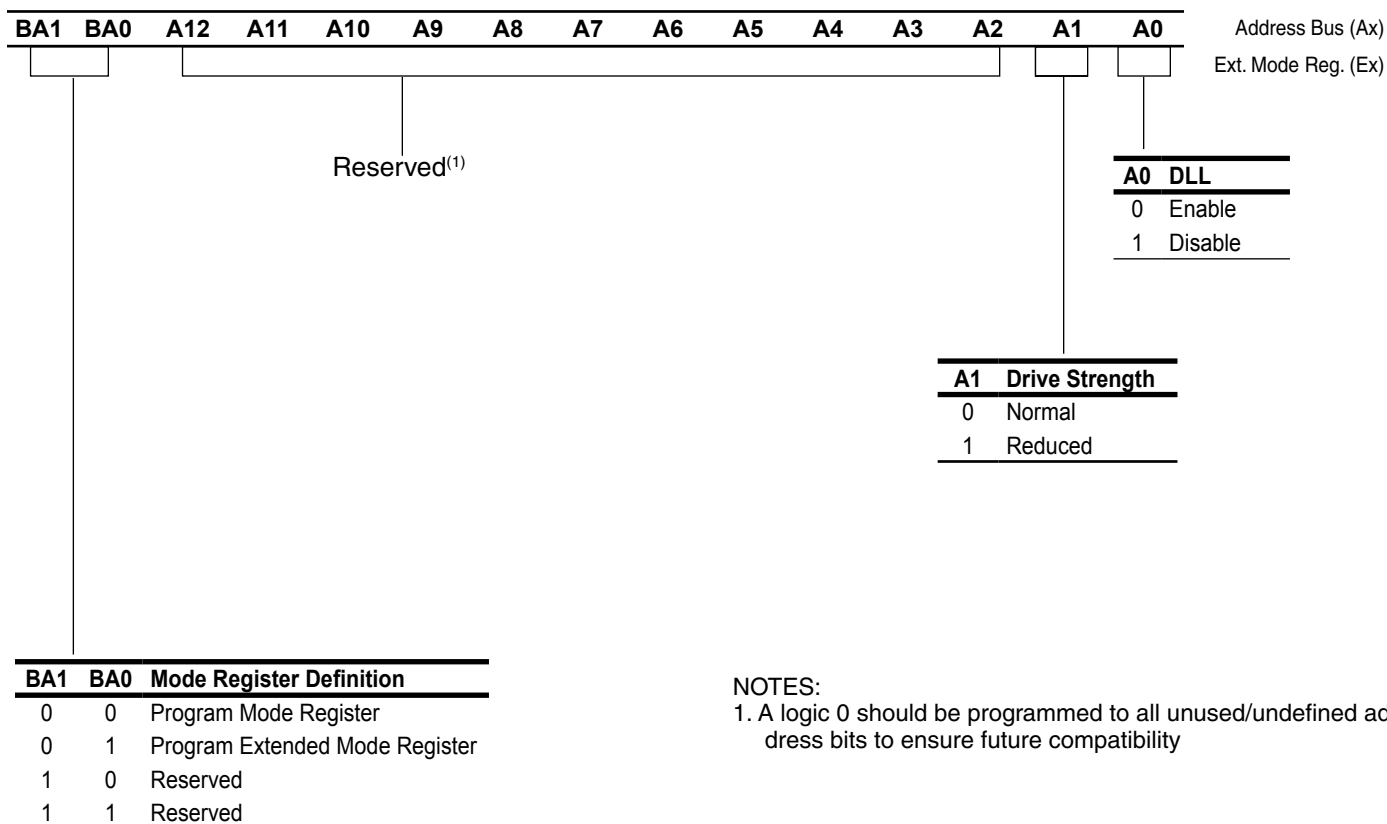 BA1 BA0 A12 A11 A10 A9 A8 A7 A6 A5 A4 A3 A2 A1 A0 Address Bus (Ax)
Ext. Mode Reg. (Ex)
Reserved(1)
A0 DLL
0 Enable
1 Disable
A1 Drive Strength
0 Normal
1 Reduced
BA1 BA0 Mode Register Definition
0 0 Program Mode Register
0 1 Program Extended Mode Register
1 0 Reserved
1 1 Reserved
NOTES:
1. A logic 0 should be programmed to all unused/undefined ad
dress bits to ensure future compatibility